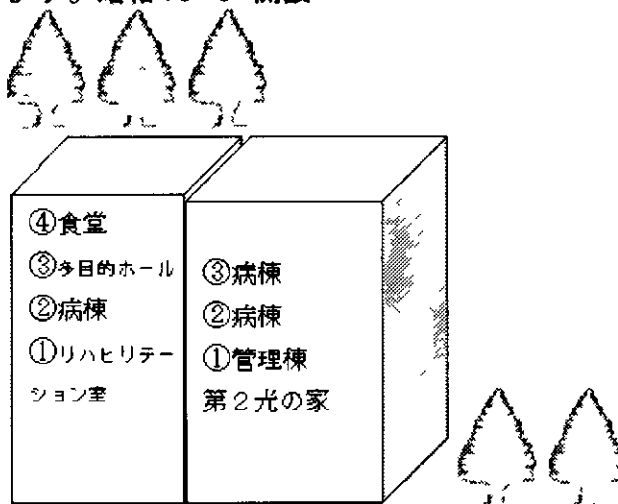 ④食堂
③多目的ホール
②病棟
①リハビリテー
ション室
③病棟
②病棟
①管理棟
第2光の家